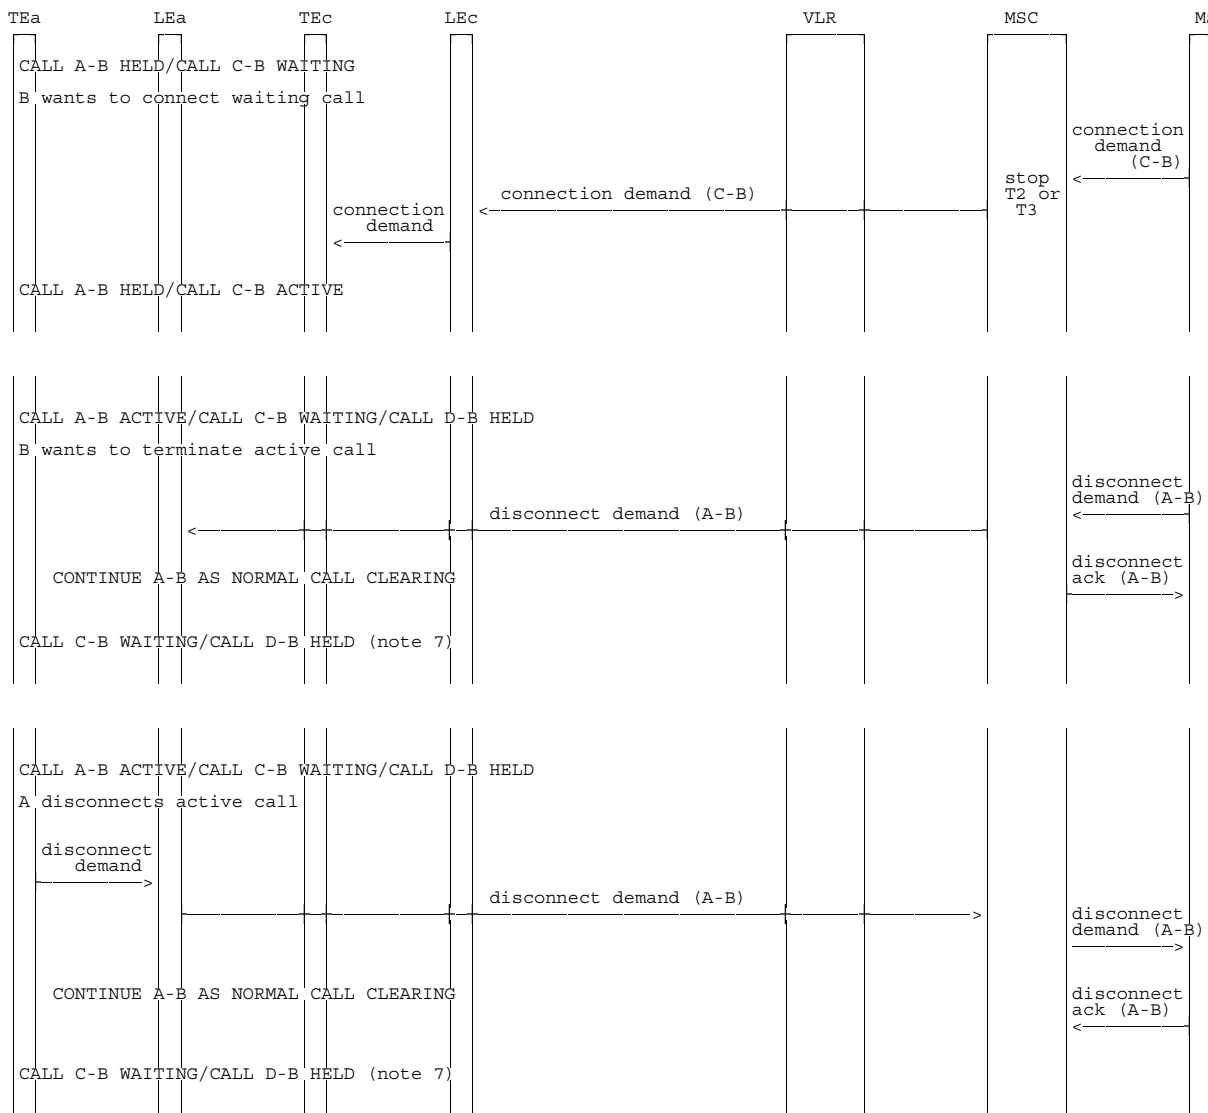 TEa LEa TEc LEc VLR MSC MS
CALL A-B HELD/CALL C-B WAITING
B wants to connect waiting call
connection
demand
(C-B)
stop
T2 or
T3
connection demand (C-B)
connection
demand
CALL A-B HELD/CALL C-B ACTIVE
CALL A-B ACTIVE/CALL C-B WAITING/CALL D-B HELD
B wants to terminate active call
disconnect
demand (A-B)
disconnect demand (A-B)
disconnect
ack (A-B)
CONTINUE A-B AS NORMAL CALL CLEARING
CALL C-B WAITING/CALL D-B HELD (note 7)
CALL A-B ACTIVE/CALL C-B WAITING/CALL D-B HELD
A disconnects active call
disconnect
demand
disconnect demand (A-B)
disconnect
demand (A-B)
CONTINUE A-B AS NORMAL CALL CLEARING
disconnect
ack (A-B)
CALL C-B WAITING/CALL D-B HELD (note 7)